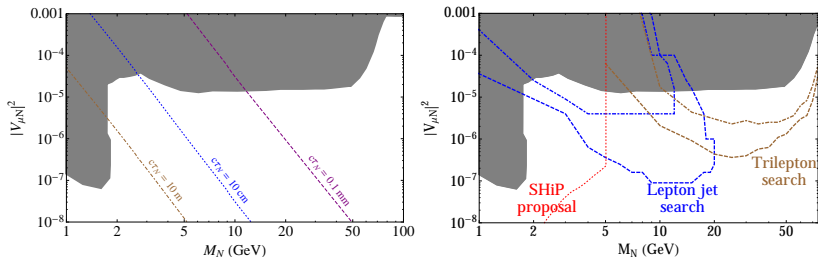 0.001
10⁻⁴
10⁻⁵
10⁻⁶
10⁻⁷
10⁻⁸
|V_μN|²
cτ_N = 10 m
cτ_N = 10 cm
cτ_N = 0.1 mm
1 2 5 10 20 50 100
M_N (GeV)
0.001
10⁻⁴
10⁻⁵
10⁻⁶
10⁻⁷
10⁻⁸
|V_μN|²
SHiP
proposal
Lepton jet
search
Trilepton
search
1 2 5 10 20 50
M_N (GeV)